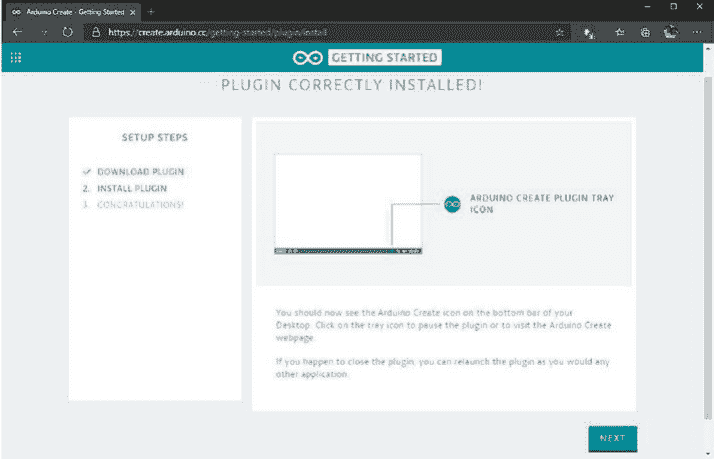 Arduino Create - Getting Started
https://create.arduino.cc/getting-started/plugin/install
GETTING STARTED
PLUGIN CORRECTLY INSTALLED!
SETUP STEPS
DOWNLOAD PLUGIN
2. INSTALL PLUGIN
3. CONGRATULATIONS!
ARDUINO CREATE PLUGIN TRAY
ICON
You should now see the Arduino Create icon on the bottom bar of your
Desktop. Click on the tray icon to pause the plugin or to visit the Arduino Create
webpage.
If you happen to close the plugin, you can relaunch the plugin as you would any
other application.
NEXT